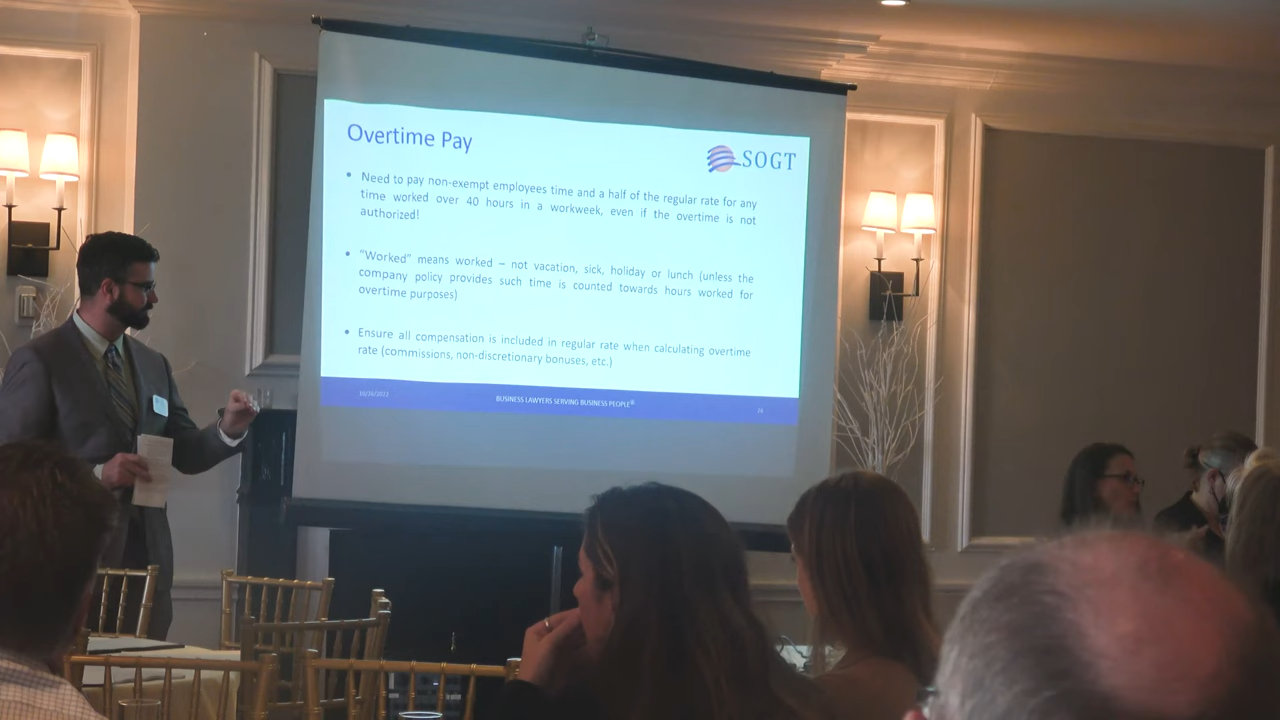 Overtime Pay
SOGT
• Need to pay non-exempt employees time and a half of the regular rate for any
time worked over 40 hours in a workweek, even if the overtime is not
authorized!
• “Worked” means worked – not vacation, sick, holiday or lunch (unless the
company policy provides such time is counted towards hours worked for
overtime purposes)
• Ensure all compensation is included in regular rate when calculating overtime
rate (commissions, non-discretionary bonuses, etc.)
BUSINESS LAWYERS SERVING BUSINESS PEOPLE®